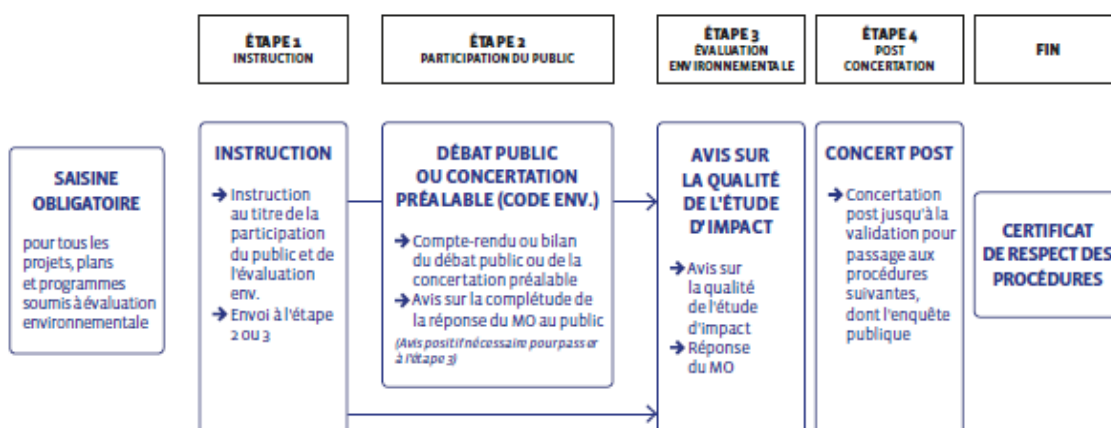 ÉTAPE 1
INSTRUCTION
ÉTAPE 2
PARTICIPATION DU PUBLIC
ÉTAPE 3
ÉVALUATION
ENVIRONNEMENTALE
ÉTAPE 4
POST
CONCERTATION
FIN
SAISINE
OBLIGATOIRE
pour tous les
projets, plans
et programmes
soumis à évaluation
environnementale
INSTRUCTION
→ Instruction
au titre de la
participation
du public et de
l'évaluation
env.
→ Envoi à l'étape
2 ou 3
DÉBAT PUBLIC
OU CONCERTATION
PRÉALABLE (CODE ENV.)
→ Compte-rendu ou bilan
du débat public ou de la
concertation préalable
→ Avis sur la complétude de
la réponse du MO au public
(Avis positif nécessaire pour passer
à l'étape 3)
AVIS SUR
LA QUALITÉ
DE L'ÉTUDE
D'IMPACT
→ Avis sur
la qualité
de l'étude
d'impact
→ Réponse
du MO
CONCERT POST
→ Concertation
post jusqu'à la
validation pour
passage aux
procédures
suivantes,
dont l'enquête
publique
CERTIFICAT
DE RESPECT DES
PROCÉDURES